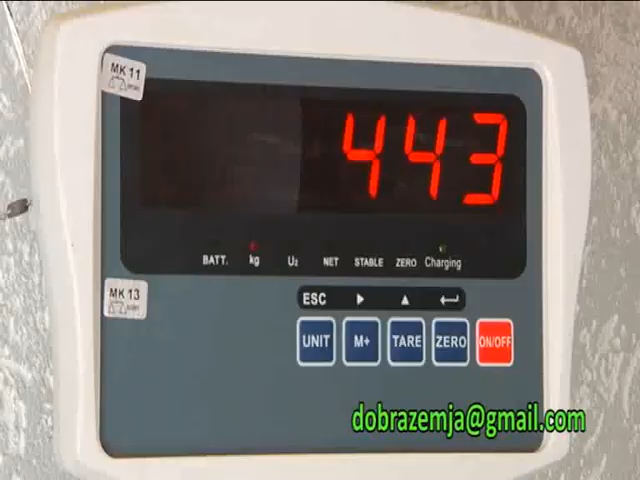 MK 11
443
BATT. kg U₂ NET STABLE ZERO Charging
MK 13
ESC
UNIT M+ TARE ZERO ON/OFF
dobrazemja@gmail.com